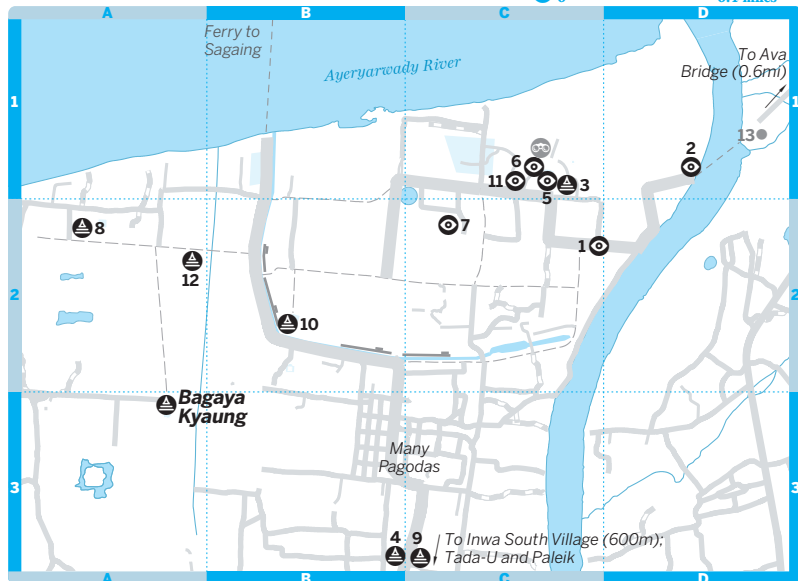 A
B
C
D
Ferry to
Sagaing
Ayeryarwady River
To Ava
Bridge (0.6mi)
1
1
13
2
6
11
3
5
8
7
1
12
2
2
10
Bagaya
Kyaung
Many
Pagodas
3
3
4
9
To Inwa South Village (600m);
Tada-U and Paleik
A
B
C
D